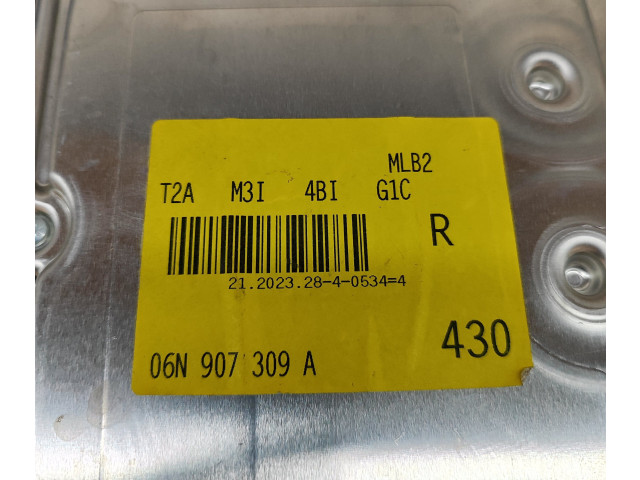 MLB2
T2A M3I 4BI G1C
R
21.2023.28-4-0534=4
06N 907 309 A
430